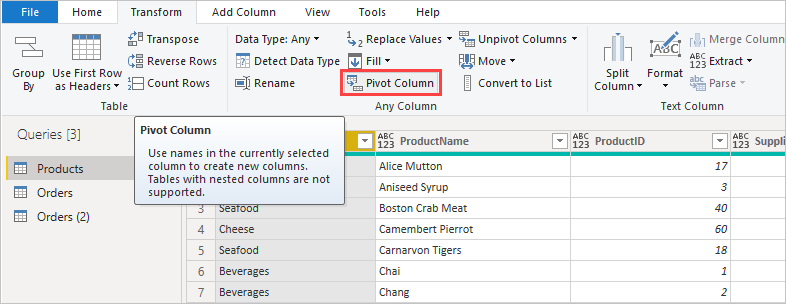 File Home Transform Add Column View Tools Help
Group By
Use First Row as Headers
Transpose
Reverse Rows
Count Rows
Table
Data Type: Any
Detect Data Type
Rename
Replace Values
Fill
Pivot Column
Unpivot Columns
Move
Convert to List
Any Column
Split Column
ABC
Format
Merge Columns
ABC
123
Extract
abc
Parse
Text Column
Queries [3]
Products
Orders
Orders (2)
Pivot Column
Use names in the currently selected
column to create new columns.
Tables with nested columns are not
supported.
ABC 123 ProductName ABC 123 ProductID ABC 123 Suppli
Alice Mutton 17
Aniseed Syrup 3
3 Seafood Boston Crab Meat 40
4 Cheese Camembert Pierrot 60
5 Seafood Carnarvon Tigers 18
6 Beverages Chai 1
7 Beverages Chang 2